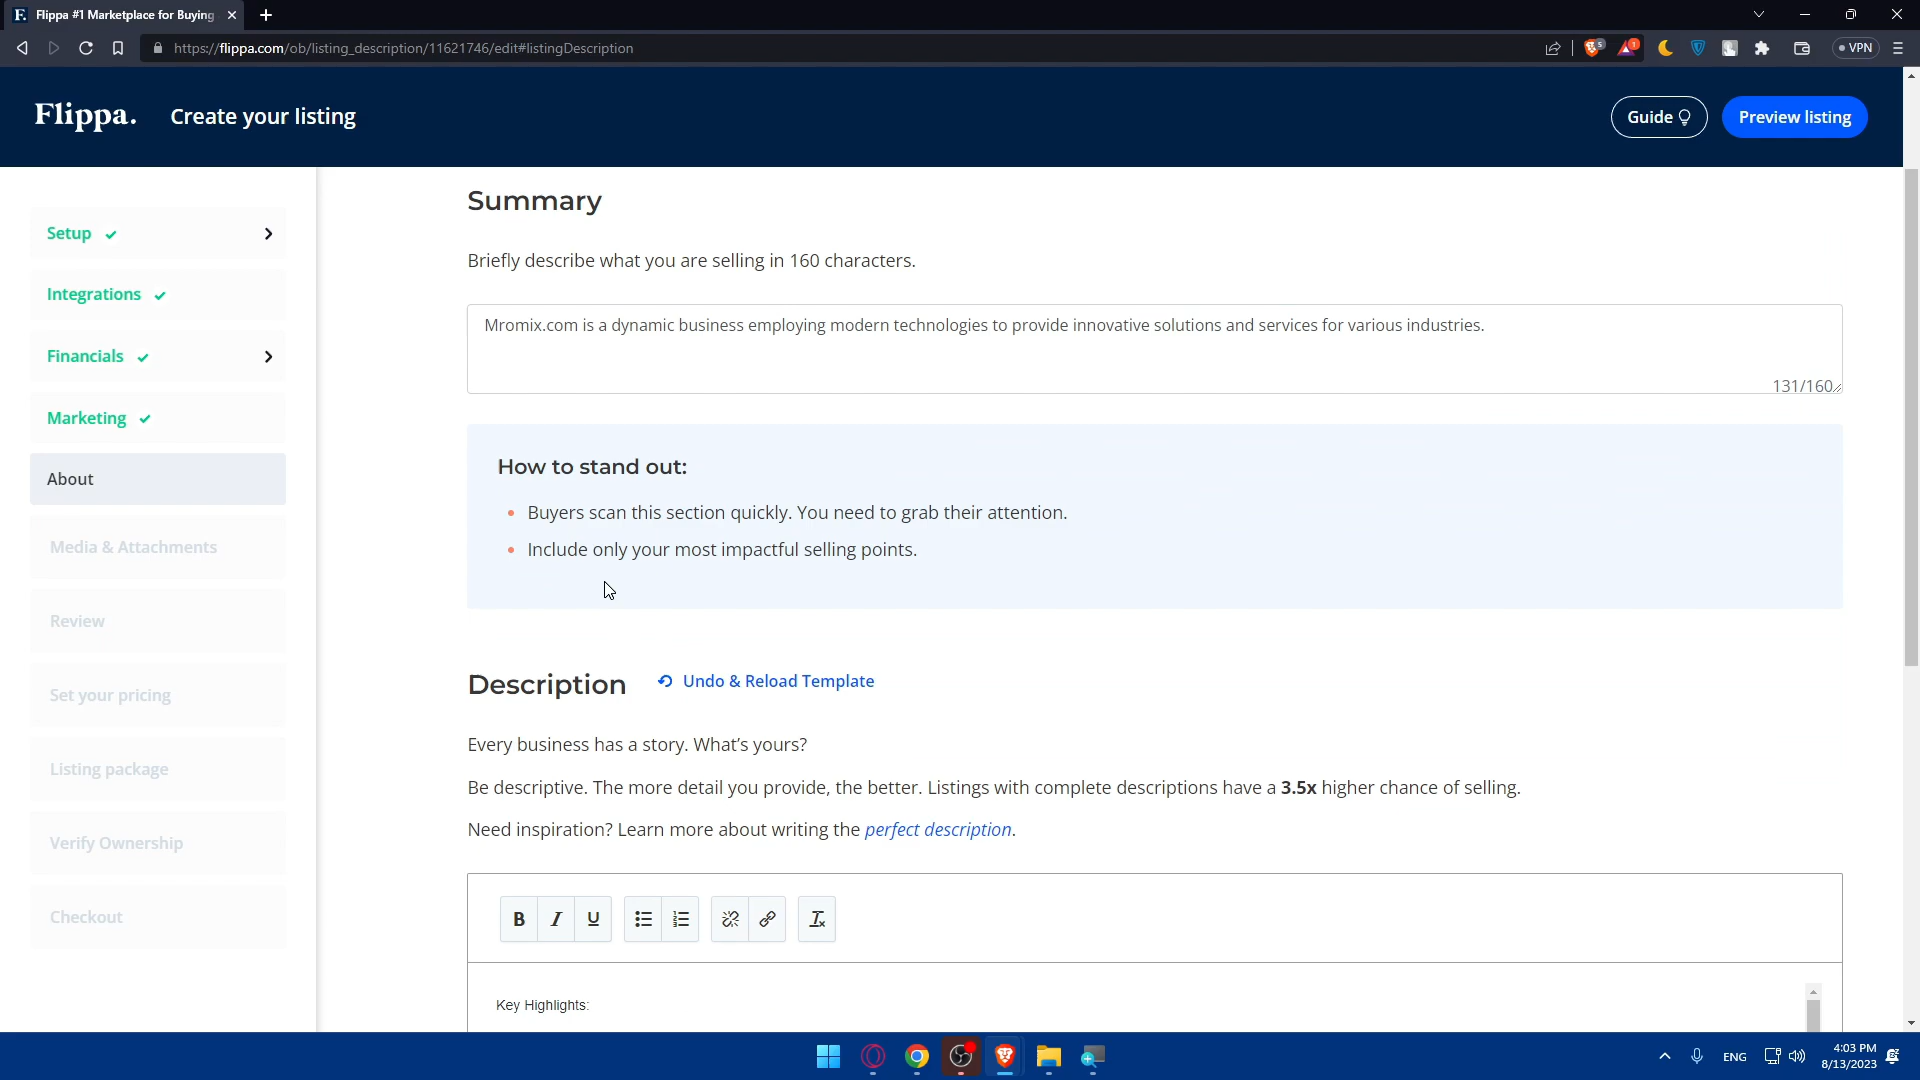 F. Flippa #1 Marketplace for Buying
https://flippa.com/ob/listing_description/11621746/edit#listingDescription
5
1
VPN
Flippa.
Create your listing
Guide
Preview listing
Setup
Integrations
Financials
Marketing
About
Media & Attachments
Review
Set your pricing
Listing package
Verify Ownership
Checkout
Summary
Briefly describe what you are selling in 160 characters.
Mromix.com is a dynamic business employing modern technologies to provide innovative solutions and services for various industries.
131/160
How to stand out:
Buyers scan this section quickly. You need to grab their attention.
Include only your most impactful selling points.
Description
Undo & Reload Template
Every business has a story. What's yours?
Be descriptive. The more detail you provide, the better. Listings with complete descriptions have a 3.5x higher chance of selling.
Need inspiration? Learn more about writing the perfect description.
B I U
Key Highlights:
ENG
4:03 PM
8/13/2023